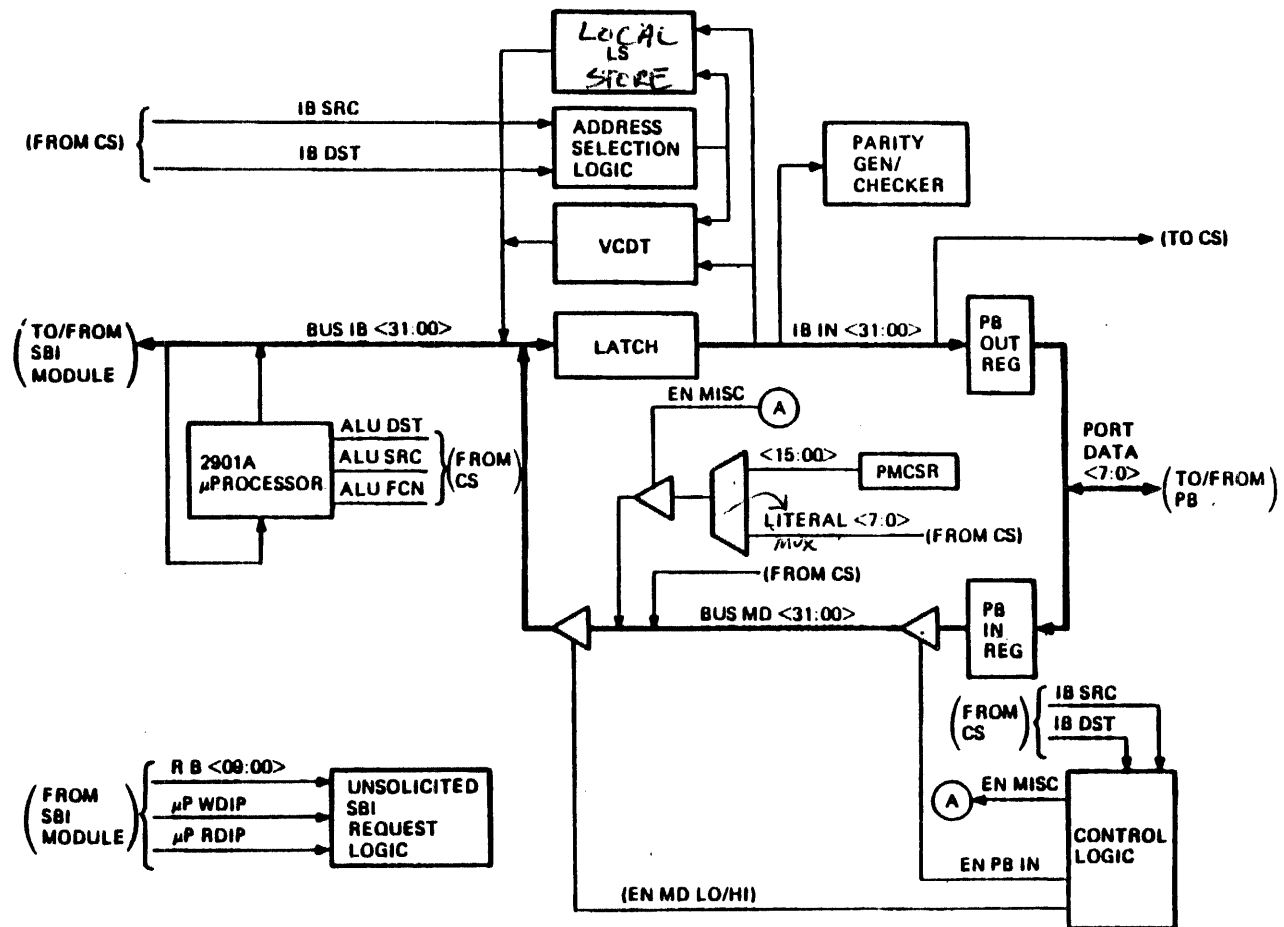 LOCAL
LS
STORE
(FROM CS)
IB SRC
IB DST
ADDRESS
SELECTION
LOGIC
PARITY
GEN/
CHECKER
VCDT
(TO CS)
(TO/FROM
SBI
MODULE)
BUS IB <31:00>
LATCH
IB IN <31:00>
PB
OUT
REG
EN MISC
A
2901A
μPROCESSOR
ALU DST
ALU SRC
ALU FCN
(FROM
CS)
<15:00>
PMCSR
LITERAL <7:0>
MUX
(FROM CS)
PORT
DATA
<7:0>
(TO/FROM
PB)
(FROM CS)
BUS MD <31:00>
PB
IN
REG
(FROM
CS)
IB SRC
IB DST
(FROM
SBI
MODULE)
R B <09:00>
μP WDIP
μP RDIP
UNSOLICITED
SBI
REQUEST
LOGIC
A
EN MISC
CONTROL
LOGIC
EN PB IN
(EN MD LO/HI)